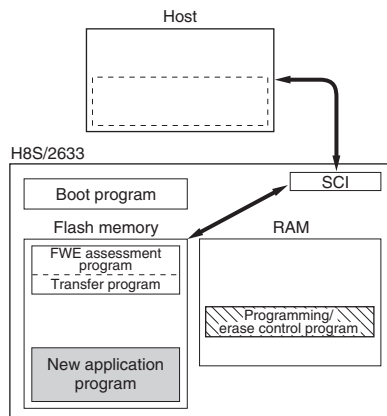 Host
H8S/2633
SCI
Boot program
Flash memory
RAM
FWE assessment
program
Transfer program
Programming/
erase control program
New application
program